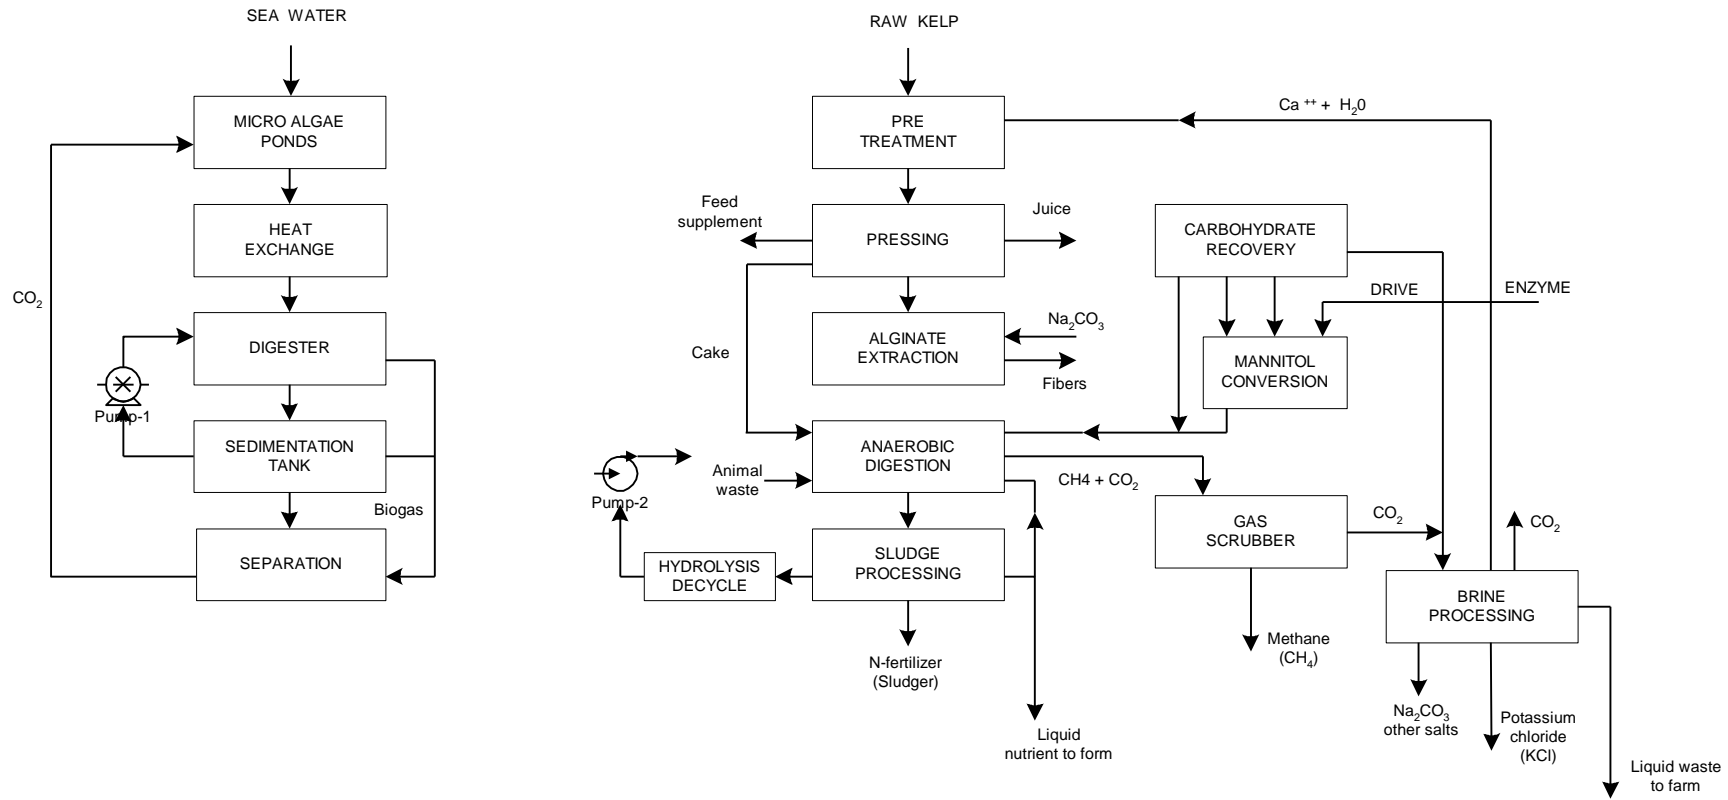 SEA WATER
MICRO ALGAE
PONDS
HEAT
EXCHANGE
CO₂
DIGESTER
Pump-1
SEDIMENTATION
TANK
Biogas
SEPARATION
RAW KELP
PRE
TREATMENT
Ca ⁺⁺ + H₂0
Feed
supplement
PRESSING
Juice
CARBOHYDRATE
RECOVERY
DRIVE
ENZYME
Cake
ALGINATE
EXTRACTION
Na₂CO₃
Fibers
MANNITOL
CONVERSION
ANAEROBIC
DIGESTION
Animal
waste
Pump-2
CH4 + CO₂
GAS
SCRUBBER
CO₂
CO₂
SLUDGE
PROCESSING
HYDROLYSIS
DECYCLE
BRINE
PROCESSING
N-fertilizer
(Sludger)
Methane
(CH₄)
Liquid
nutrient to form
Na₂CO₃
other salts
Potassium
chloride
(KCl)
Liquid waste
to farm